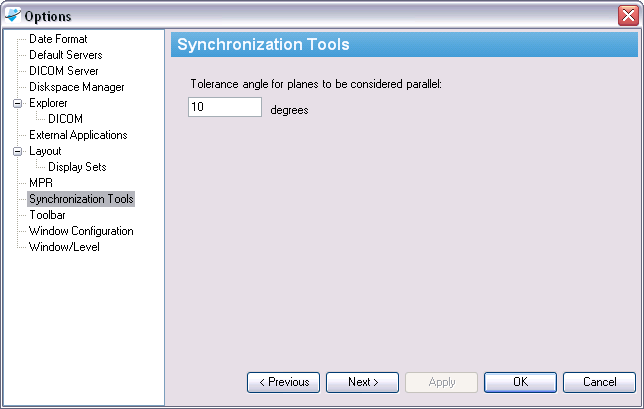 Options
Date Format
Default Servers
DICOM Server
Diskspace Manager
Explorer
DICOM
External Applications
Layout
Display Sets
MPR
Synchronization Tools
Toolbar
Window Configuration
Window/Level
Synchronization Tools
Tolerance angle for planes to be considered parallel:
10 degrees
< Previous Next > Apply OK Cancel